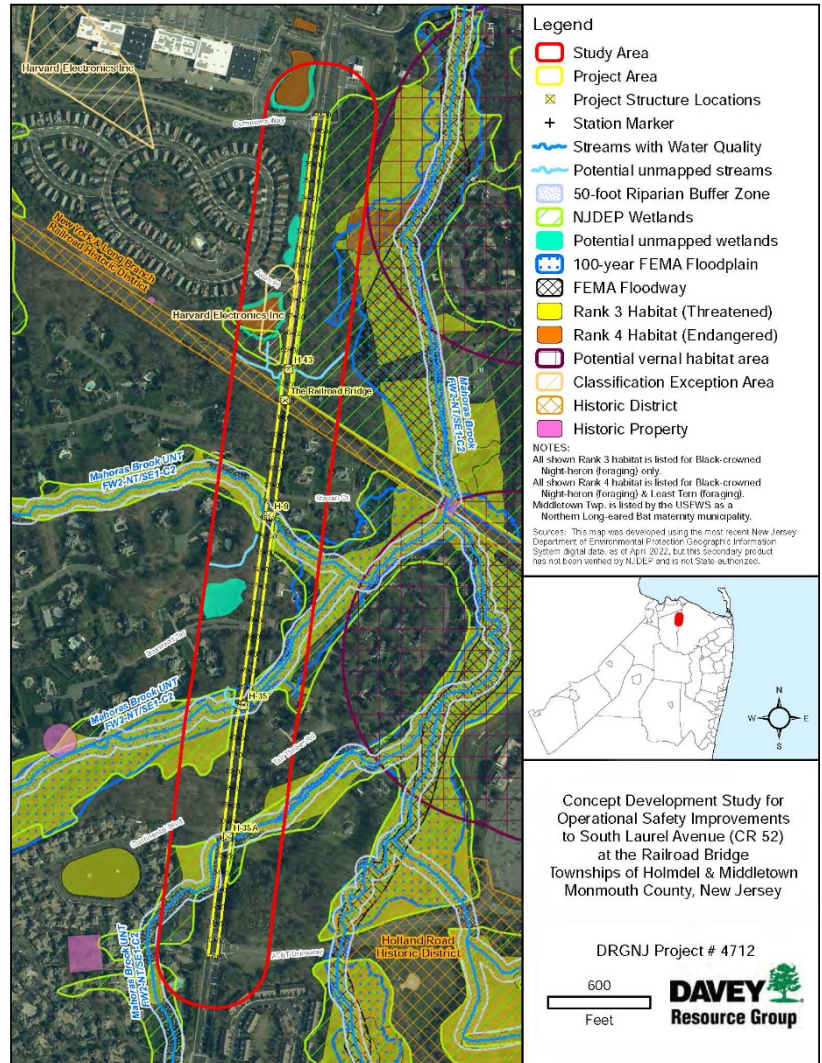 Harvard Electronics Inc
Commons Way
New York & Long Branch
Railroad Historic District
Harvard Electronics Inc
H-43
The Railroad Bridge
Mahoras Brook
FW2-NT/SE1-C2
Mahoras Brook UNT
FW2-NT/SE1-C2
H-9
Stevan Ct
Mahoras Brook UNT
FW2-NT/SE1-C2
H-35
Continental Blvd
H-35A
Mahoras Brook UNT
FW2-NT/SE1-C2
Holland Road
Historic District
Legend
Study Area
Project Area
Project Structure Locations
Station Marker
Streams with Water Quality
Potential unmapped streams
50-foot Riparian Buffer Zone
NJDEP Wetlands
Potential unmapped wetlands
100-year FEMA Floodplain
FEMA Floodway
Rank 3 Habitat (Threatened)
Rank 4 Habitat (Endangered)
Potential vernal habitat area
Classification Exception Area
Historic District
Historic Property
NOTES:
All shown Rank 3 habitat is listed for Black-crowned
Night-heron (foraging) only.
All shown Rank 4 habitat is listed for Black-crowned
Night-heron (foraging) & Least Tern (foraging).
Middletown Twp. is listed by the USFWS as a
Northern Long-eared Bat maternity municipality.
Sources: This map was developed using the most recent New Jersey
Department of Environmental Protection Geographic Information
System digital data, as of April 2022, but this secondary product
has not been verified by NJDEP and is not State-authorized.
N
W E
S
Concept Development Study for
Operational Safety Improvements
to South Laurel Avenue (CR 52)
at the Railroad Bridge
Townships of Holmdel & Middletown
Monmouth County, New Jersey
DRGNJ Project # 4712
600
Feet
DAVEY
Resource Group